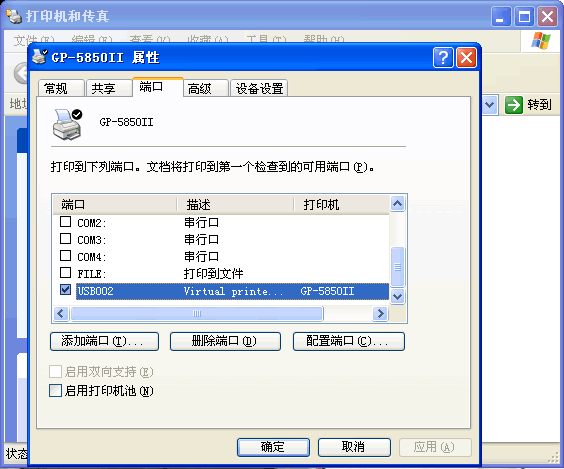 打印机和传真
文件(F) 编辑(E) 查看(V) 收藏(A) 工具(T) 帮助(H)
GP-5850II 属性
地址
转到
常规 共享 端口 高级 设备设置
GP-5850II
打印到下列端口。文档将打印到第一个检查到的可用端口(P)。
端口 描述 打印机
COM2: 串行口
COM3: 串行口
COM4: 串行口
FILE: 打印到文件
USB002 Virtual printe... GP-5850II
添加端口(T)... 删除端口(D) 配置端口(C)...
启用双向支持(E)
启用打印机池(N)
状态
确定 取消 应用(A)